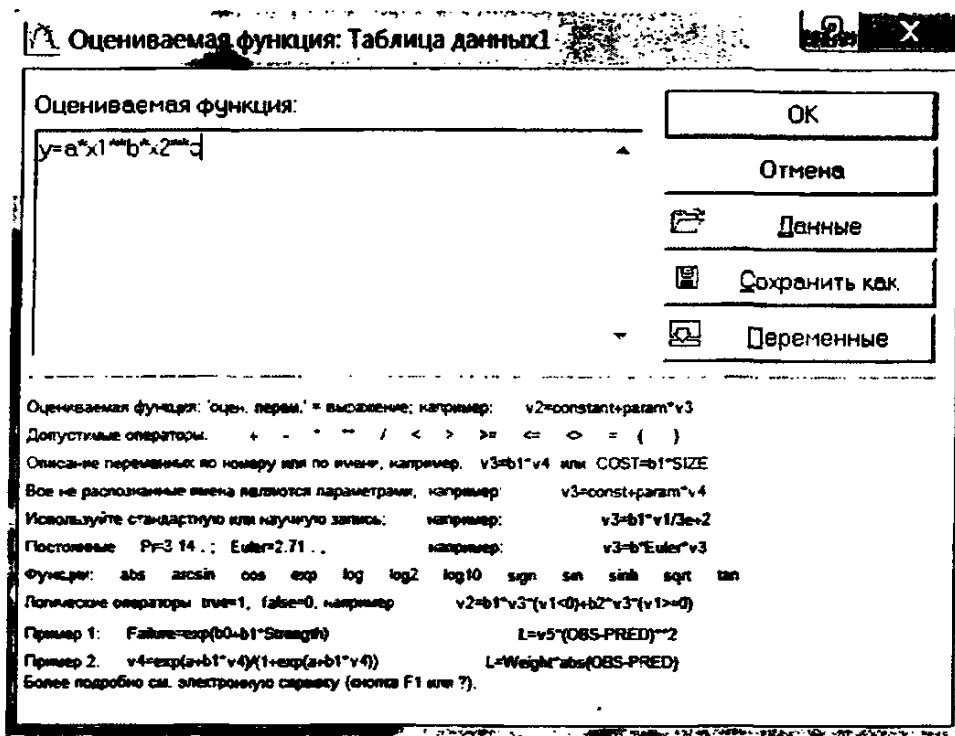 Оцениваемая функция: Таблица данных1
Оцениваемая функция:
y=a*x1**b*x2**c
OK
Отмена
Данные
Сохранить как.
Переменные
Оцениваемая функция: 'оцен. перем.' = выражение; например: v2=constant+param*v3
Допустимые операторы. + - * ** / < > >= <= <> = ( )
Описание переменных по номеру или по имени, например. v3=b1*v4 или COST=b1*SIZE
Все не распознанные имена являются параметрами, например: v3=const+param*v4
Используйте стандартную или научную запись; например: v3=b1*v1/3e+2
Постоянные Pi=3 14 . ; Euler=2.71 . . например: v3=b*Euler*v3
Функции: abs arcsin cos exp log log2 log10 sign sin sinh sqrt tan
Логические операторы true=1, false=0, например v2=b1*v3*(v1<0)+b2*v3*(v1>=0)
Пример 1: Failure=exp(b0+b1*Strength) L=v5*(OBS-PRED)**2
Пример 2. v4=exp(a+b1*v4)/(1+exp(a+b1*v4)) L=Weight*abs(OBS-PRED)
Более подробно см. электронную справку (кнопка F1 или ?).